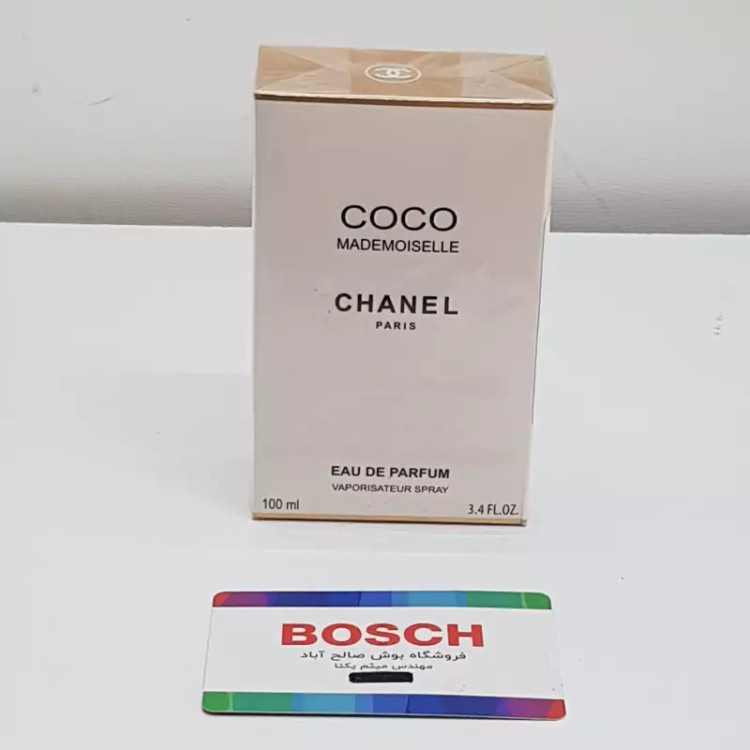 COCO
MADEMOISELLE
CHANEL
PARIS
EAU DE PARFUM
VAPORISATEUR SPRAY
100 ml
3.4 FL.OZ.
BOSCH
فروشگاه بوش صالح آباد
مهندس میثم یکتا